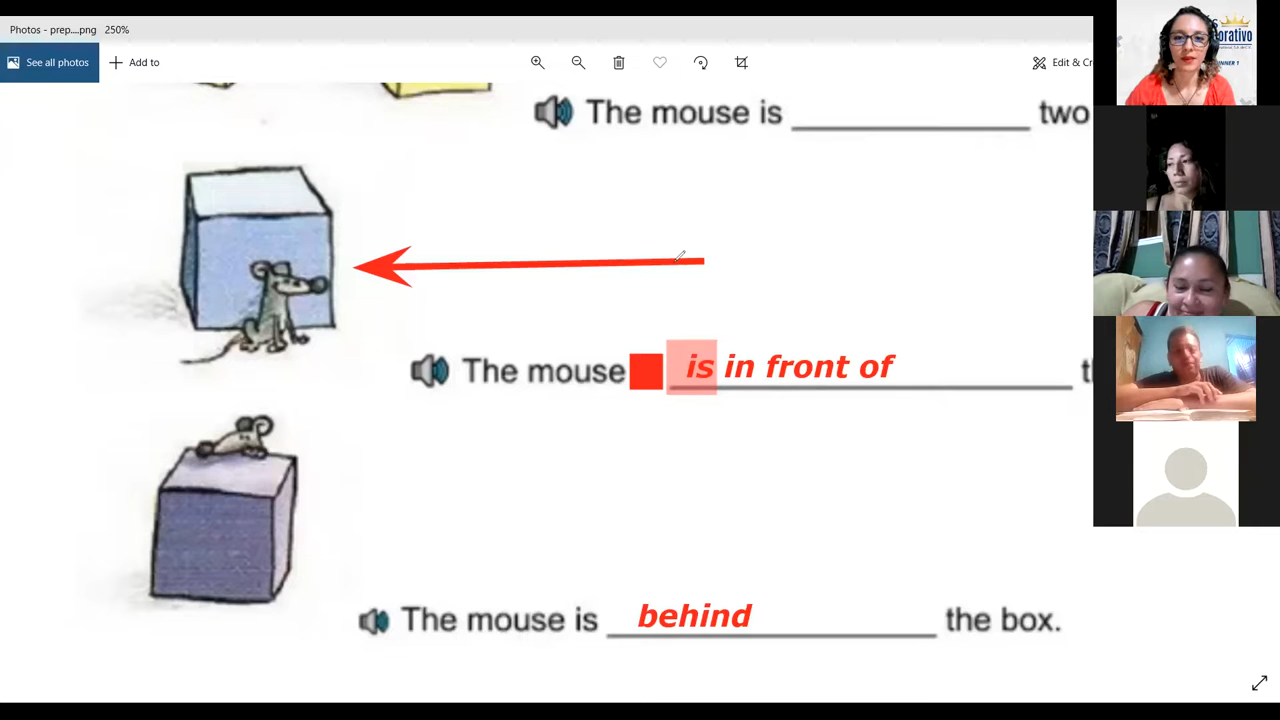 Photos - prep....png 250%
See all photos
Add to
Edit &
The mouse is ____________ two
The mouse is in front of
The mouse is behind the box.